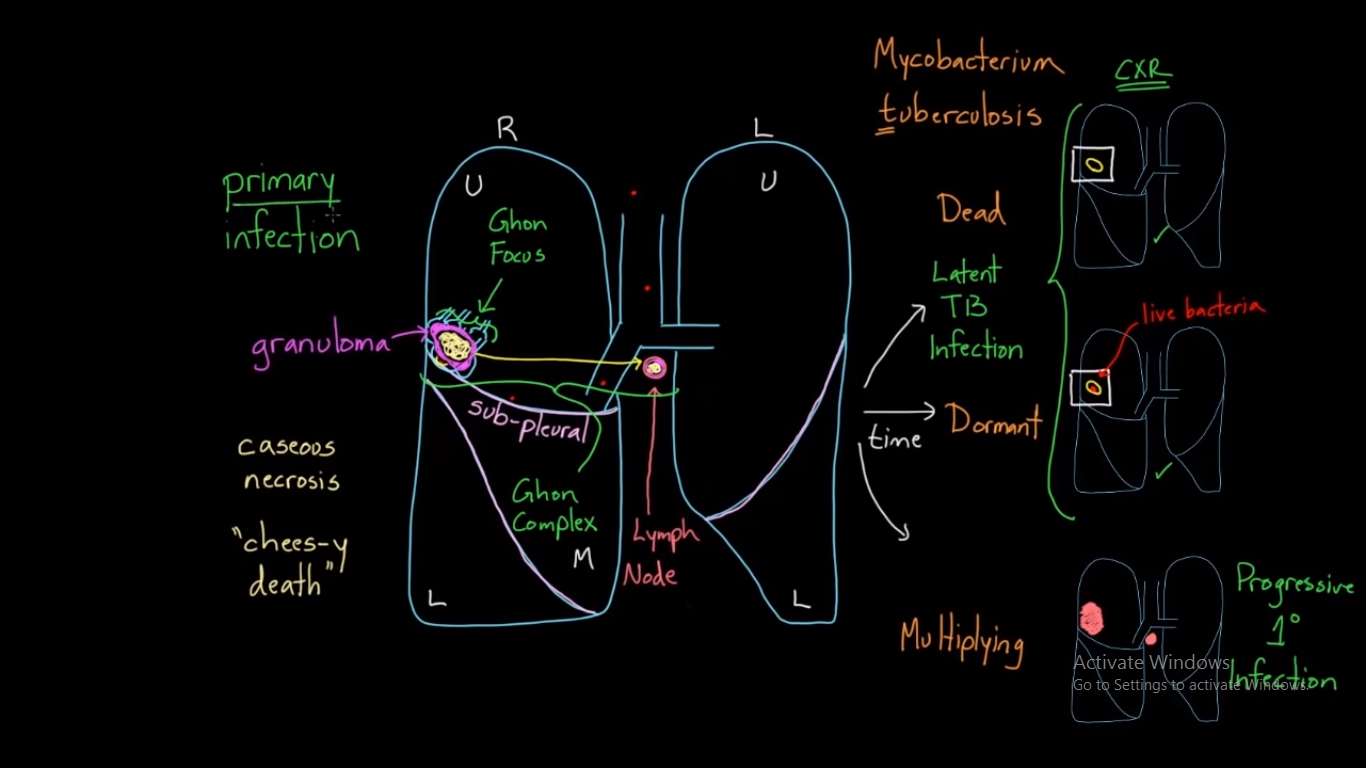 Mycobacterium
tuberculosis
CXR
R
L
U
U
primary
infection
Ghon
Focus
granuloma
sub-pleural
caseous
necrosis
"chees-y
death"
Ghon
Complex
M
L
L
Lymph
Node
time
Dead
Latent
TB
Infection
Dormant
live bacteria
Multiplying
Progressive
1°
Infection
Activate Windows
Go to Settings to activate Windows.